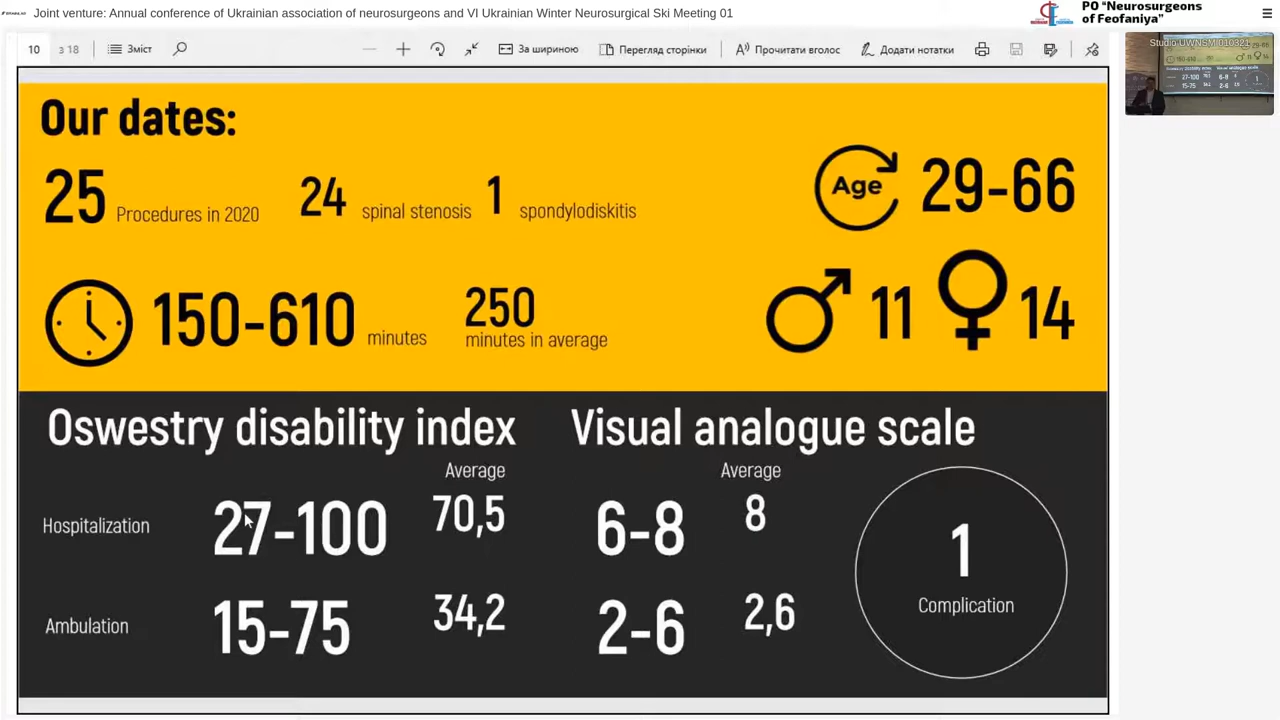 Joint venture: Annual conference of Ukrainian association of neurosurgeons and VI Ukrainian Winter Neurosurgical Ski Meeting 01
PO “Neurosurgeons
of Feofaniya”
10 з 18 Зміст За шириною Перегляд сторінки Прочитати вголос Додати нотатки
Studio UWNSM 010321
Our dates:
25 Procedures in 2020 24 spinal stenosis 1 spondylodiskitis
Age 29-66
150-610 minutes
250
minutes in average
11 14
Oswestry disability index Visual analogue scale
Average Average
Hospitalization 27-100 70,5 6-8 8
Ambulation 15-75 34,2 2-6 2,6
1
Complication